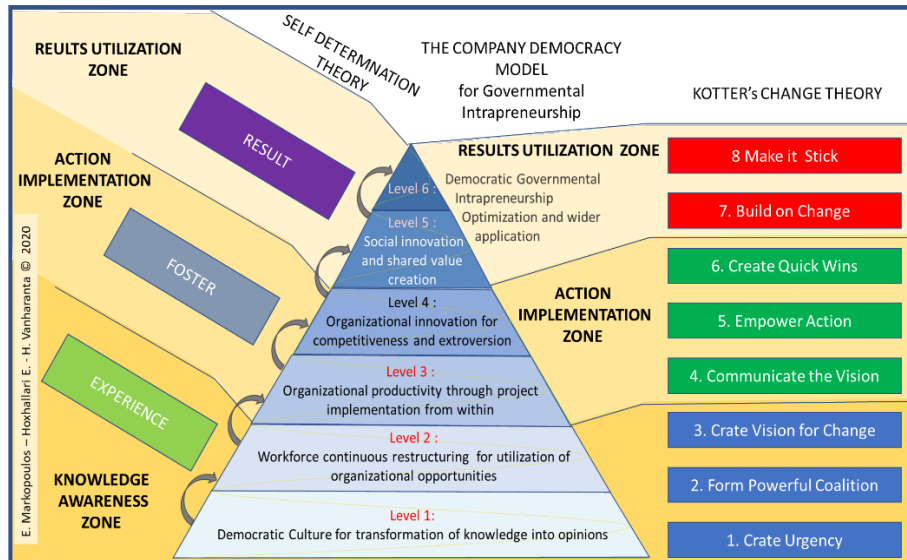 REULTS UTILIZATION
ZONE
SELF DETERMNATION
THEORY
THE COMPANY DEMOCRACY
MODEL
for Governmental
Intrapreneurship
KOTTER's CHANGE THEORY
RESULT
ACTION
IMPLEMENTATION
ZONE
FOSTER
EXPERIENCE
KNOWLEDGE
AWARENESS
ZONE
E. Markopoulos – Hoxhallari E. - H. Vanharanta © 2020
RESULTS UTILIZATION ZONE
Level 6 :
Democratic Governmental
Intrapreneurship
Optimization and wider
application
Level 5 :
Social innovation
and shared value
creation
ACTION
IMPLEMENTATION
ZONE
Level 4 :
Organizational innovation for
competitiveness and extroversion
Level 3 :
Organizational productivity through project
implementation from within
Level 2 :
Workforce continuous restructuring for utilization of
organizational opportunities
Level 1:
Democratic Culture for transformation of knowledge into opinions
8 Make it Stick
7. Build on Change
6. Create Quick Wins
5. Empower Action
4. Communicate the Vision
3. Crate Vision for Change
2. Form Powerful Coalition
1. Crate Urgency